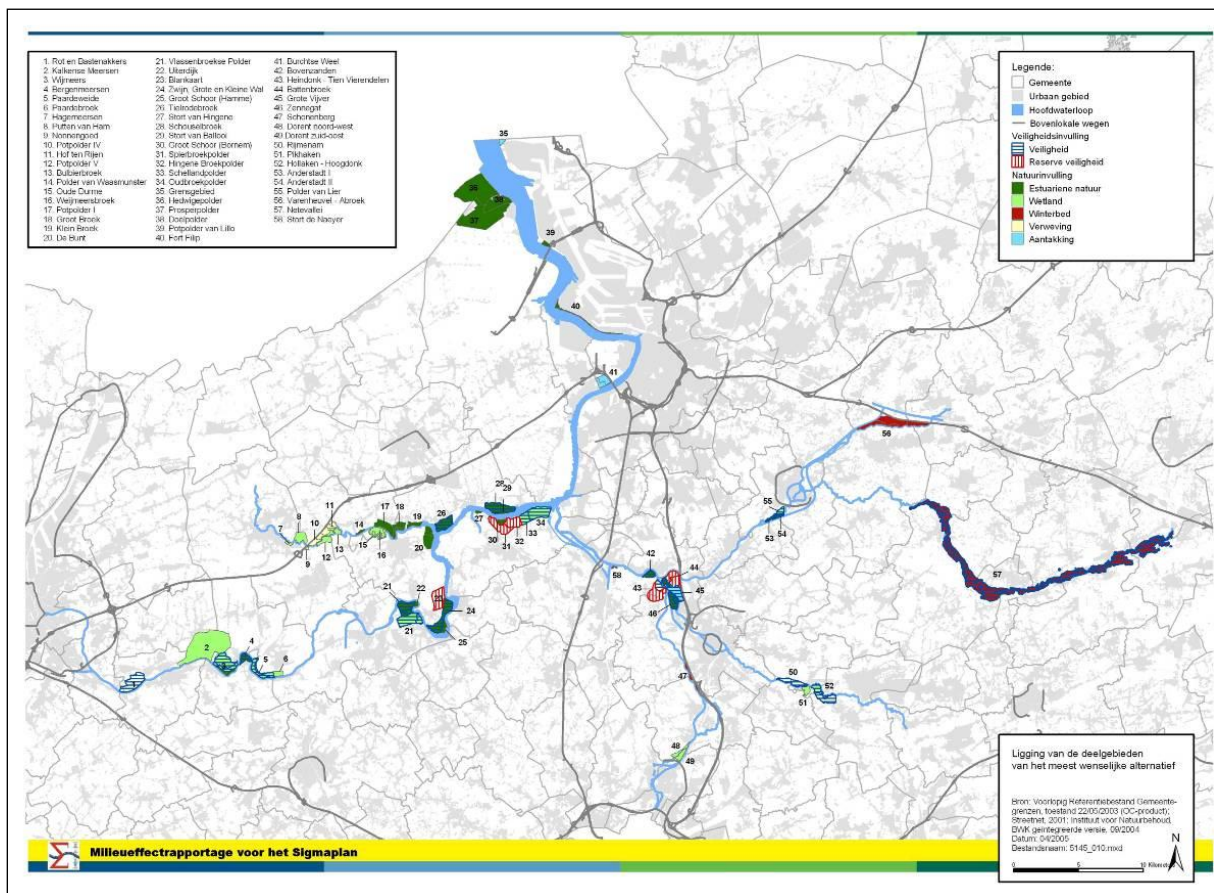 1. Rot en Bastenakkers
2. Kalkense Meersen
3. Wijmeers
4. Bergenmeersen
5. Paardeweide
6. Paardebroek
7. Hagemeersen
8. Putten van Ham
9. Nonnengoed
10. Potpolder IV
11. Hof ten Rijen
12. Potpolder V
13. Bulbierbroek
14. Polder van Waasmunster
15. Oude Durme
16. Weijmeersbroek
17. Potpolder I
18. Groot Broek
19. Klein Broek
20. De Bunt
21. Vlassenbroekse Polder
22. Uiterdijk
23. Blankaart
24. Zwijn, Grote en Kleine Wal
25. Groot Schoor (Hamme)
26. Tielrodebroek
27. Stort van Hingene
28. Schouselbroek
29. Stort van Ballooi
30. Groot Schoor (Bornem)
31. Spierbroekpolder
32. Hingene Broekpolder
33. Schellandpolder
34. Oudbroekpolder
35. Grensgebied
36. Hedwigepolder
37. Prosperpolder
38. Doelpolder
39. Potpolder van Lillo
40. Fort Filip
41. Burchtse Weel
42. Bovenzanden
43. Heindonk - Tien Vierendelen
44. Battenbroek
45. Grote Vijver
46. Zennegat
47. Schonenberg
48. Dorent noord-west
49. Dorent zuid-oost
50. Rijmenam
51. Pikhaken
52. Hollaken - Hoogdonk
53. Anderstadt I
54. Anderstadt II
55. Polder van Lier
56. Varenheuvel - Abroek
57. Netevallei
58. Stort de Naeyer
Legende:
Gemeente
Urbaan gebied
Hoofdwaterloop
Bovenlokale wegen
Veiligheidsinvulling
Veiligheid
Reserve veiligheid
Natuurinvulling
Estuariene natuur
Wetland
Winterbed
Verweving
Aantakking
35
36
38
37
39
40
41
56
55
53
54
57
28
29
27
30
31
32
33
34
17
18
19
26
20
11
10
8
7
9
12
13
14
15
16
22
21
21
24
25
2
4
5
6
42
58
43
44
45
46
47
48
49
50
51
52
Ligging van de deelgebieden
van het meest wenselijke alternatief
Bron: Voorlopig Referentiebestand Gemeente-
grenzen, toestand 22/05/2003 (OC-product);
Streetnet, 2001; Instituut voor Natuurbehoud,
BWK geïntegreerde versie, 09/2004
Datum: 04/2005
Bestandsnaam: 5145_010.mxd
N
0 5 10 Kilometers
Milieueffectrapportage voor het Sigmaplan